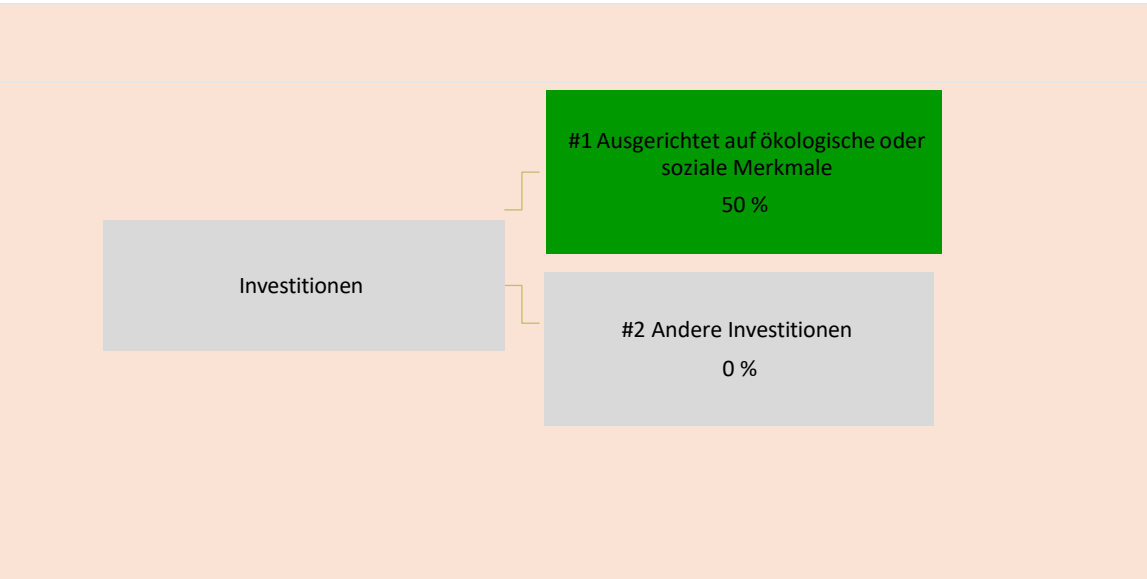 #1 Ausgerichtet auf ökologische oder
soziale Merkmale
50 %
Investitionen
#2 Andere Investitionen
0 %